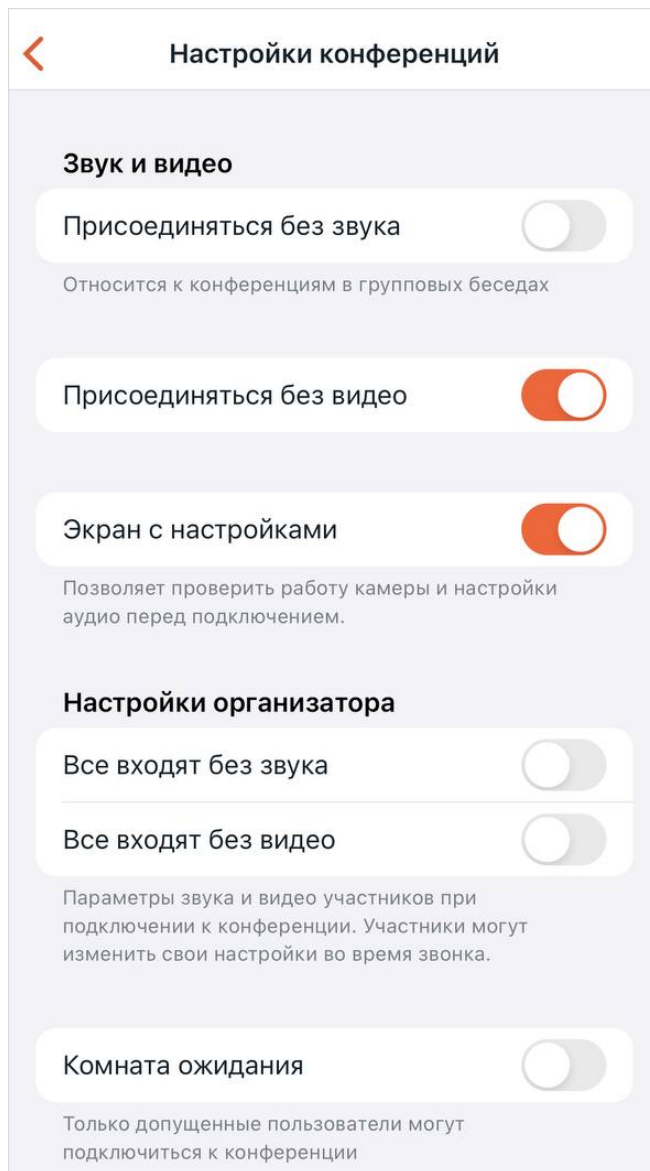 Настройки конференций
Звук и видео
Присоединяться без звука
Относится к конференциям в групповых беседах
Присоединяться без видео
Экран с настройками
Позволяет проверить работу камеры и настройки
аудио перед подключением.
Настройки организатора
Все входят без звука
Все входят без видео
Параметры звука и видео участников при
подключении к конференции. Участники могут
изменить свои настройки во время звонка.
Комната ожидания
Только допущенные пользователи могут
подключиться к конференции